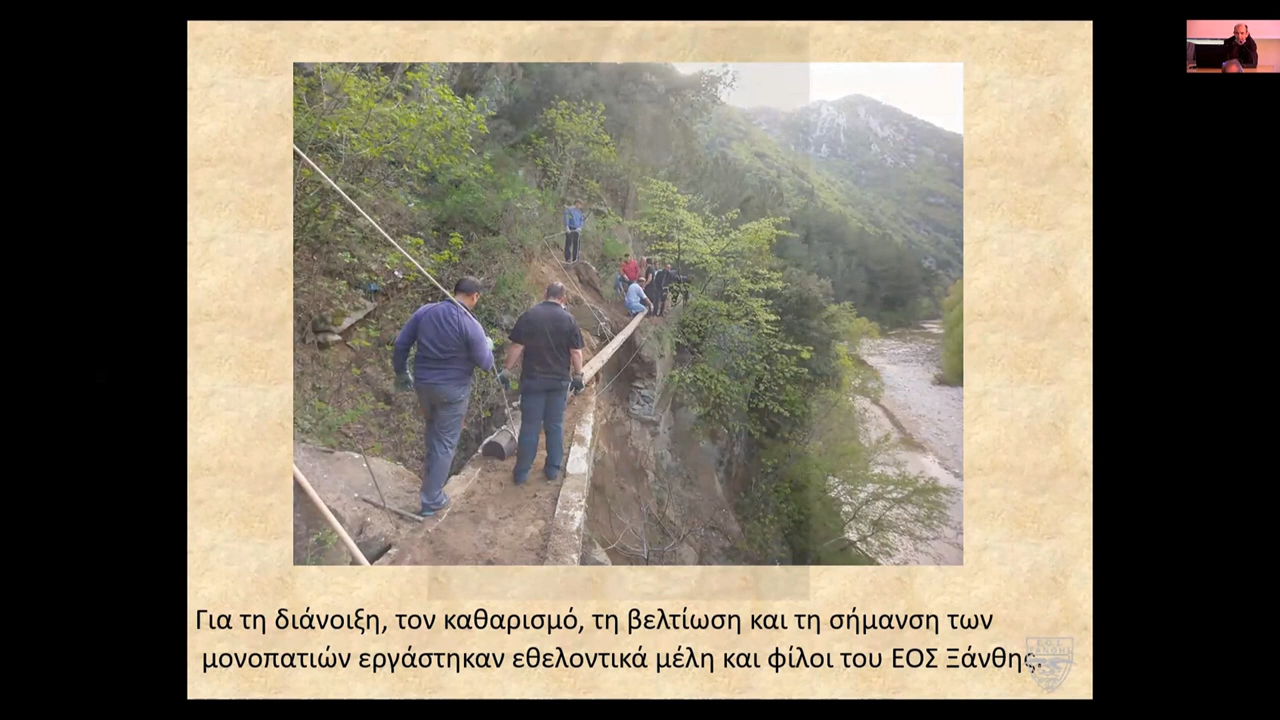 Για τη διάνοιξη, τον καθαρισμό, τη βελτίωση και τη σήμανση των
μονοπατιών εργάστηκαν εθελοντικά μέλη και φίλοι του ΕΟΣ Ξάνθης.